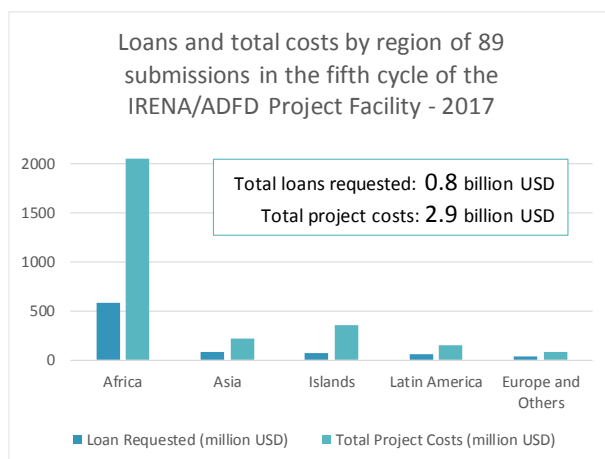 Loans and total costs by region of 89
submissions in the fifth cycle of the
IRENA/ADFD Project Facility - 2017
Total loans requested: 0.8 billion USD
Total project costs: 2.9 billion USD
2000
1500
1000
500
0
Africa
Asia
Islands
Latin America
Europe and
Others
Loan Requested (million USD)
Total Project Costs (million USD)